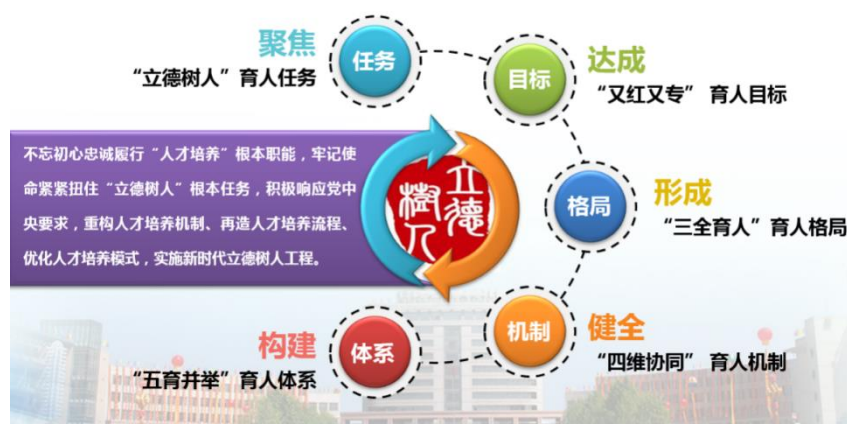 聚焦
“立德树人”育人任务
任务
目标
达成
“又红又专” 育人目标
不忘初心忠诚履行“人才培养”根本职能，牢记使
命紧紧扭住“立德树人”根本任务，积极响应党中
央要求，重构人才培养机制、再造人才培养流程、
优化人才培养模式，实施新时代立德树人工程。
立德
樹人
格局
形成
“三全育人”育人格局
构建
“五育并举”育人体系
体系
机制
健全
“四维协同” 育人机制